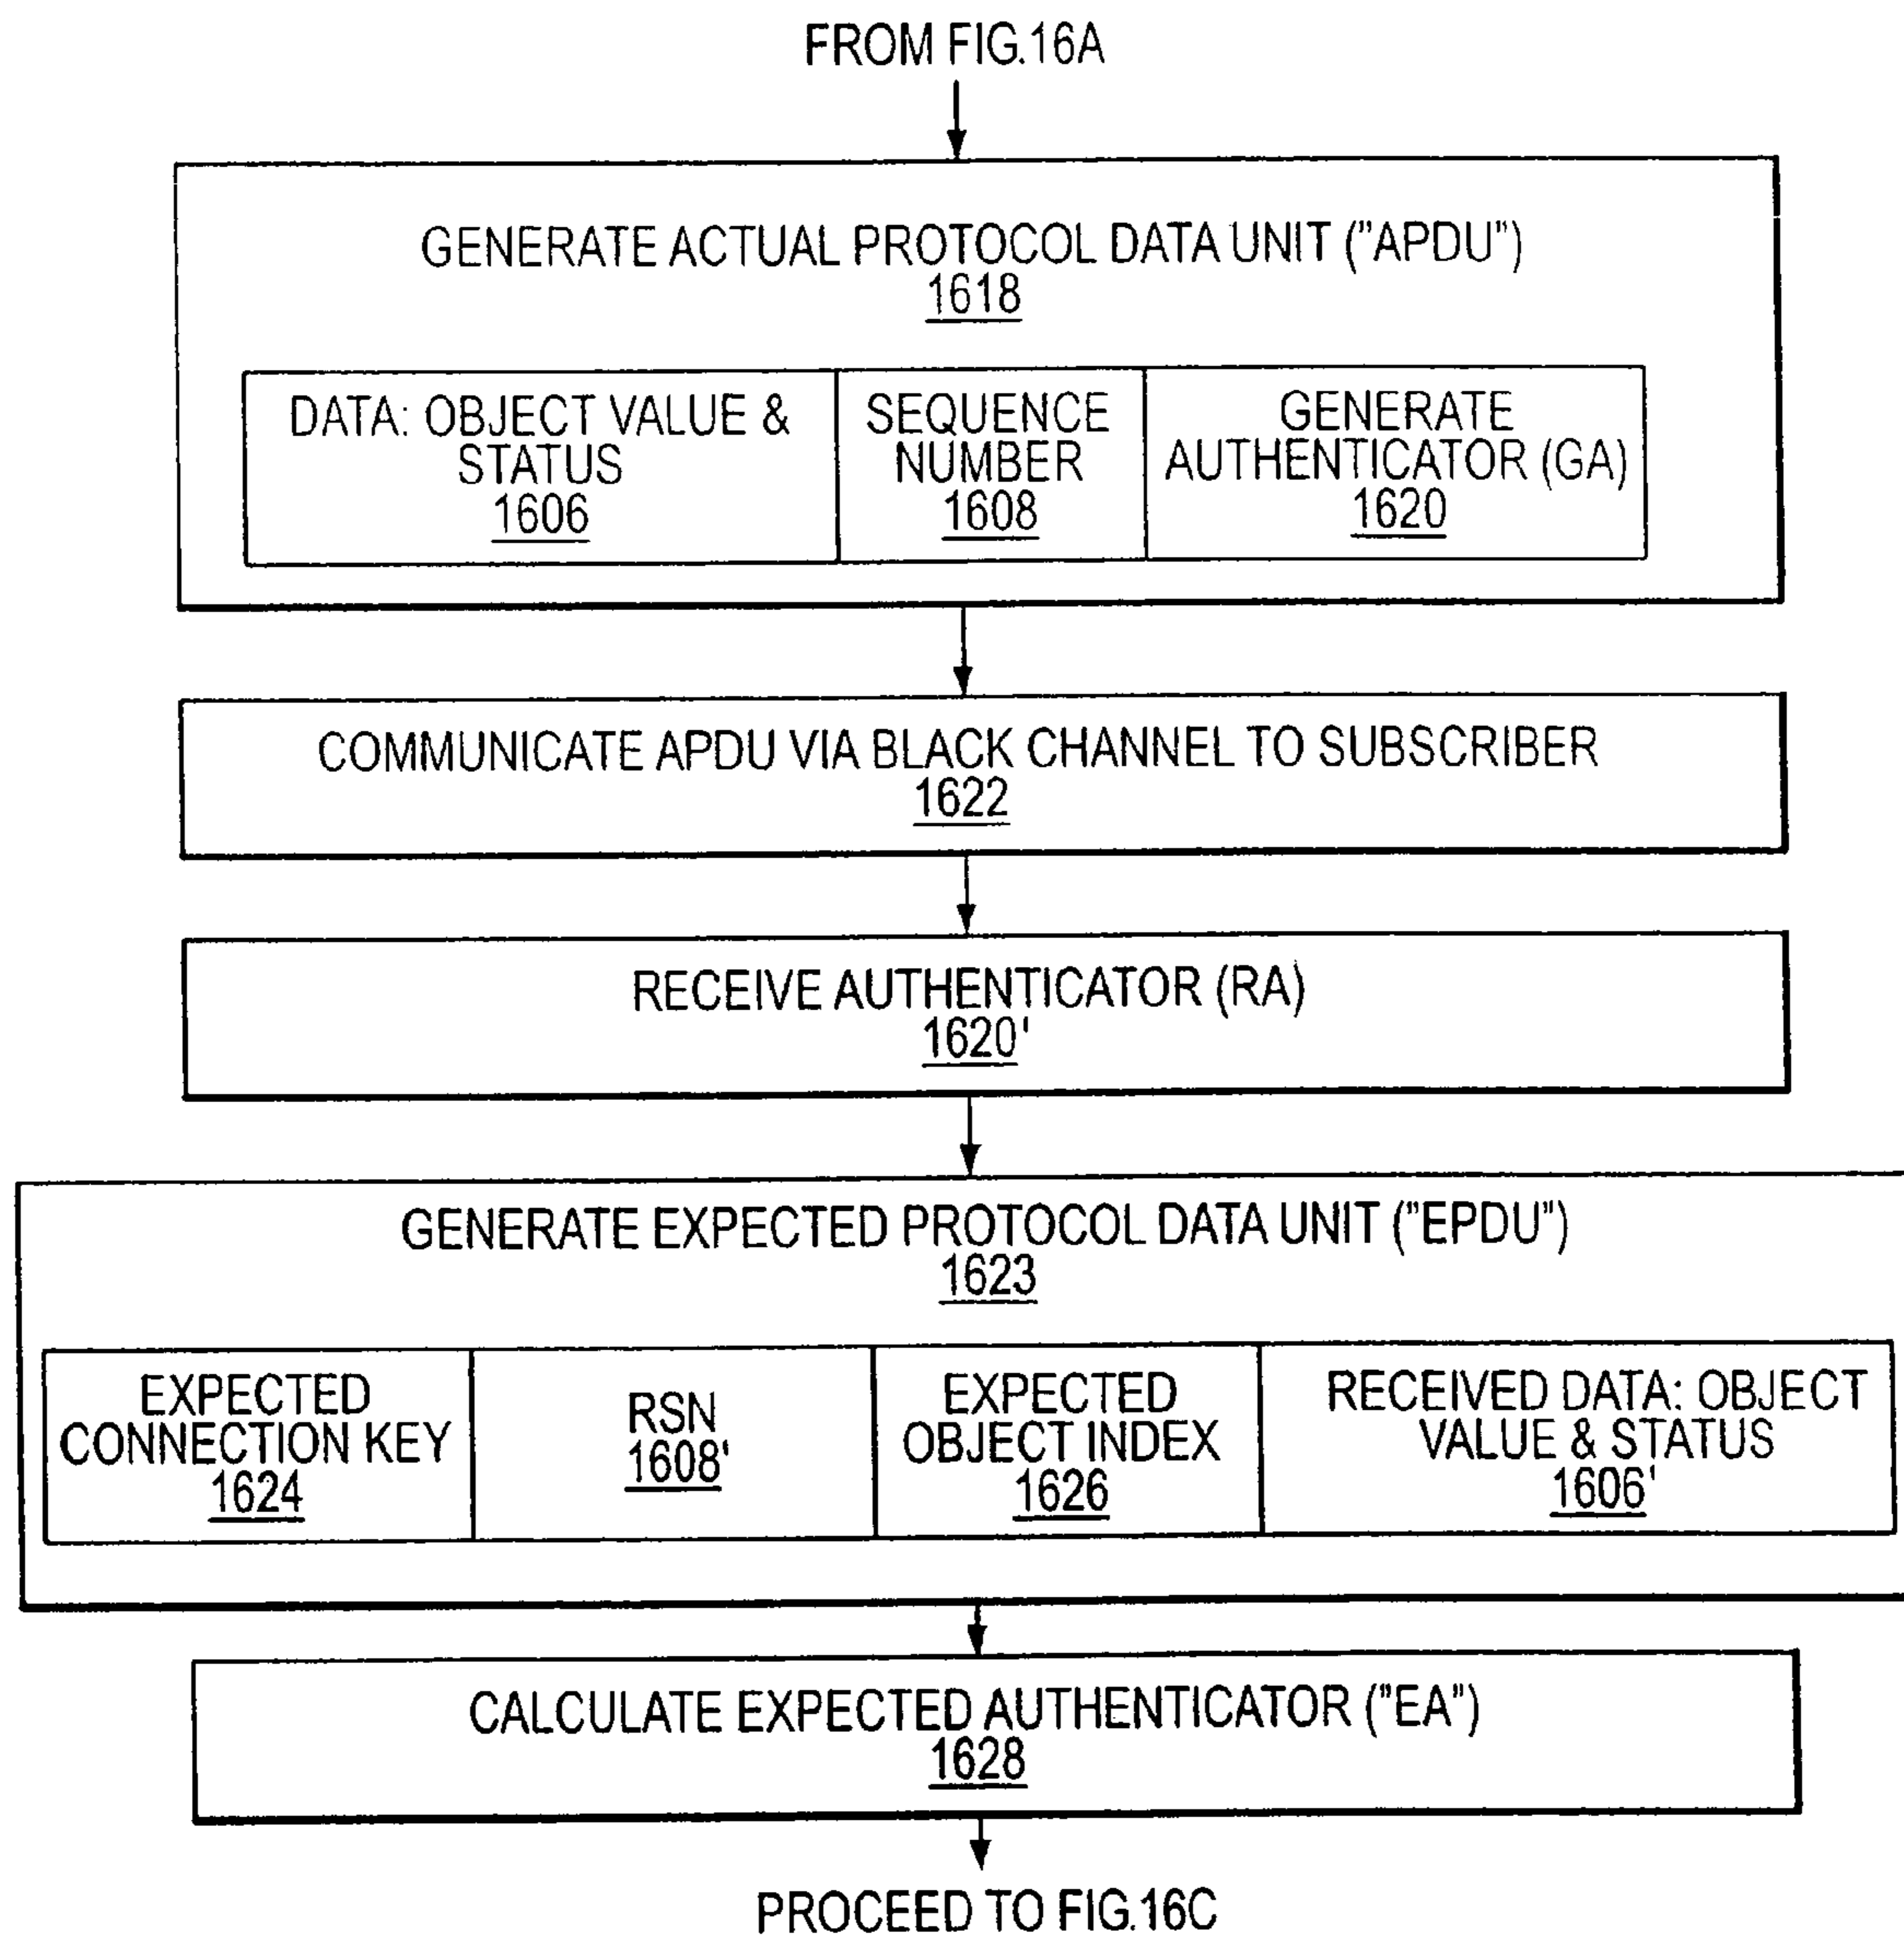 FROM FIG.16A
GENERATE ACTUAL PROTOCOL DATA UNIT ("APDU")
1618
DATA: OBJECT VALUE &
STATUS
1606
SEQUENCE
NUMBER
1608
GENERATE
AUTHENTICATOR (GA)
1620
COMMUNICATE APDU VIA BLACK CHANNEL TO SUBSCRIBER
1622
RECEIVE AUTHENTICATOR (RA)
1620'
GENERATE EXPECTED PROTOCOL DATA UNIT ("EPDU")
1623
EXPECTED
CONNECTION KEY
1624
RSN
1608'
EXPECTED
OBJECT INDEX
1626
RECEIVED DATA: OBJECT
VALUE & STATUS
1606'
CALCULATE EXPECTED AUTHENTICATOR ("EA")
1628
PROCEED TO FIG.16C